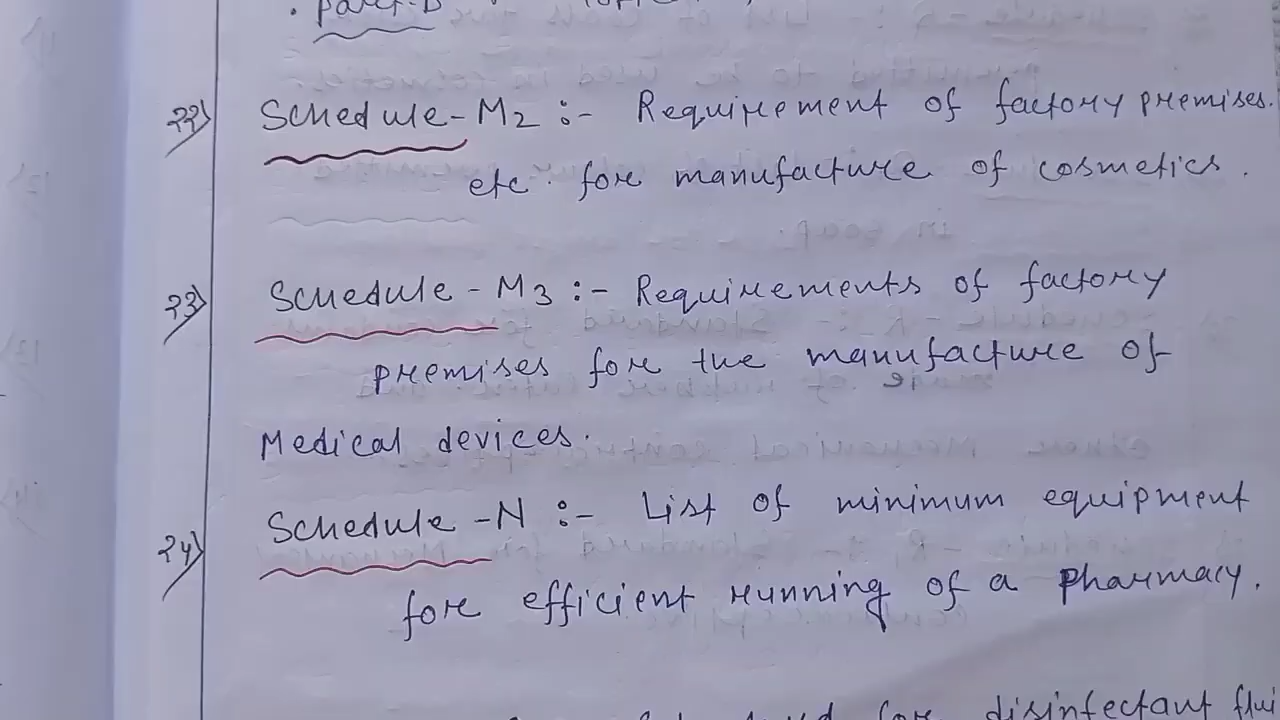 . Part-B
22) Schedule-M2 :- Requirement of factory premises.
etc. for manufacture of cosmetics.
23) Schedule - M3 :- Requirements of factory
premises for the manufacture of
Medical devices.
24) Schedule -N :- List of minimum equipment
for efficient running of a pharmacy.
for disinfectant flui